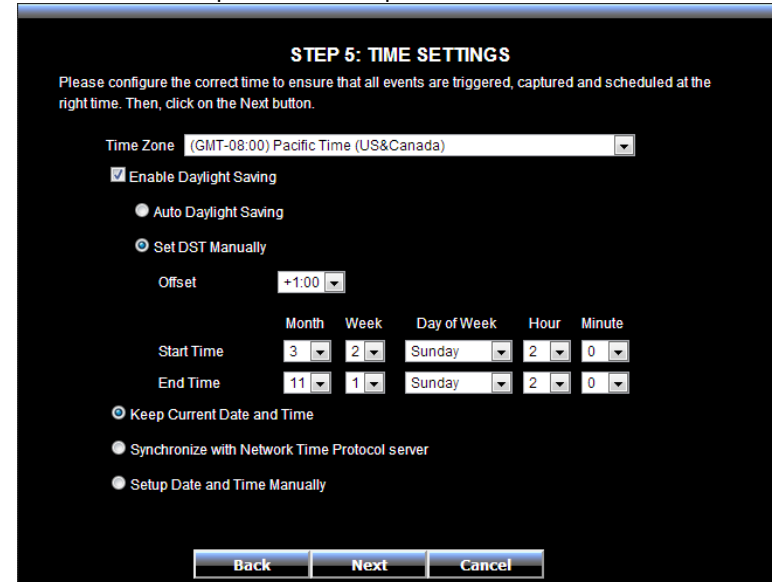 STEP 5: TIME SETTINGS
Please configure the correct time to ensure that all events are triggered, captured and scheduled at the
right time. Then, click on the Next button.
Time Zone (GMT-08:00) Pacific Time (US&Canada)
Enable Daylight Saving
Auto Daylight Saving
Set DST Manually
Offset +1:00
Month Week Day of Week Hour Minute
Start Time 3 2 Sunday 2 0
End Time 11 1 Sunday 2 0
Keep Current Date and Time
Synchronize with Network Time Protocol server
Setup Date and Time Manually
Back Next Cancel